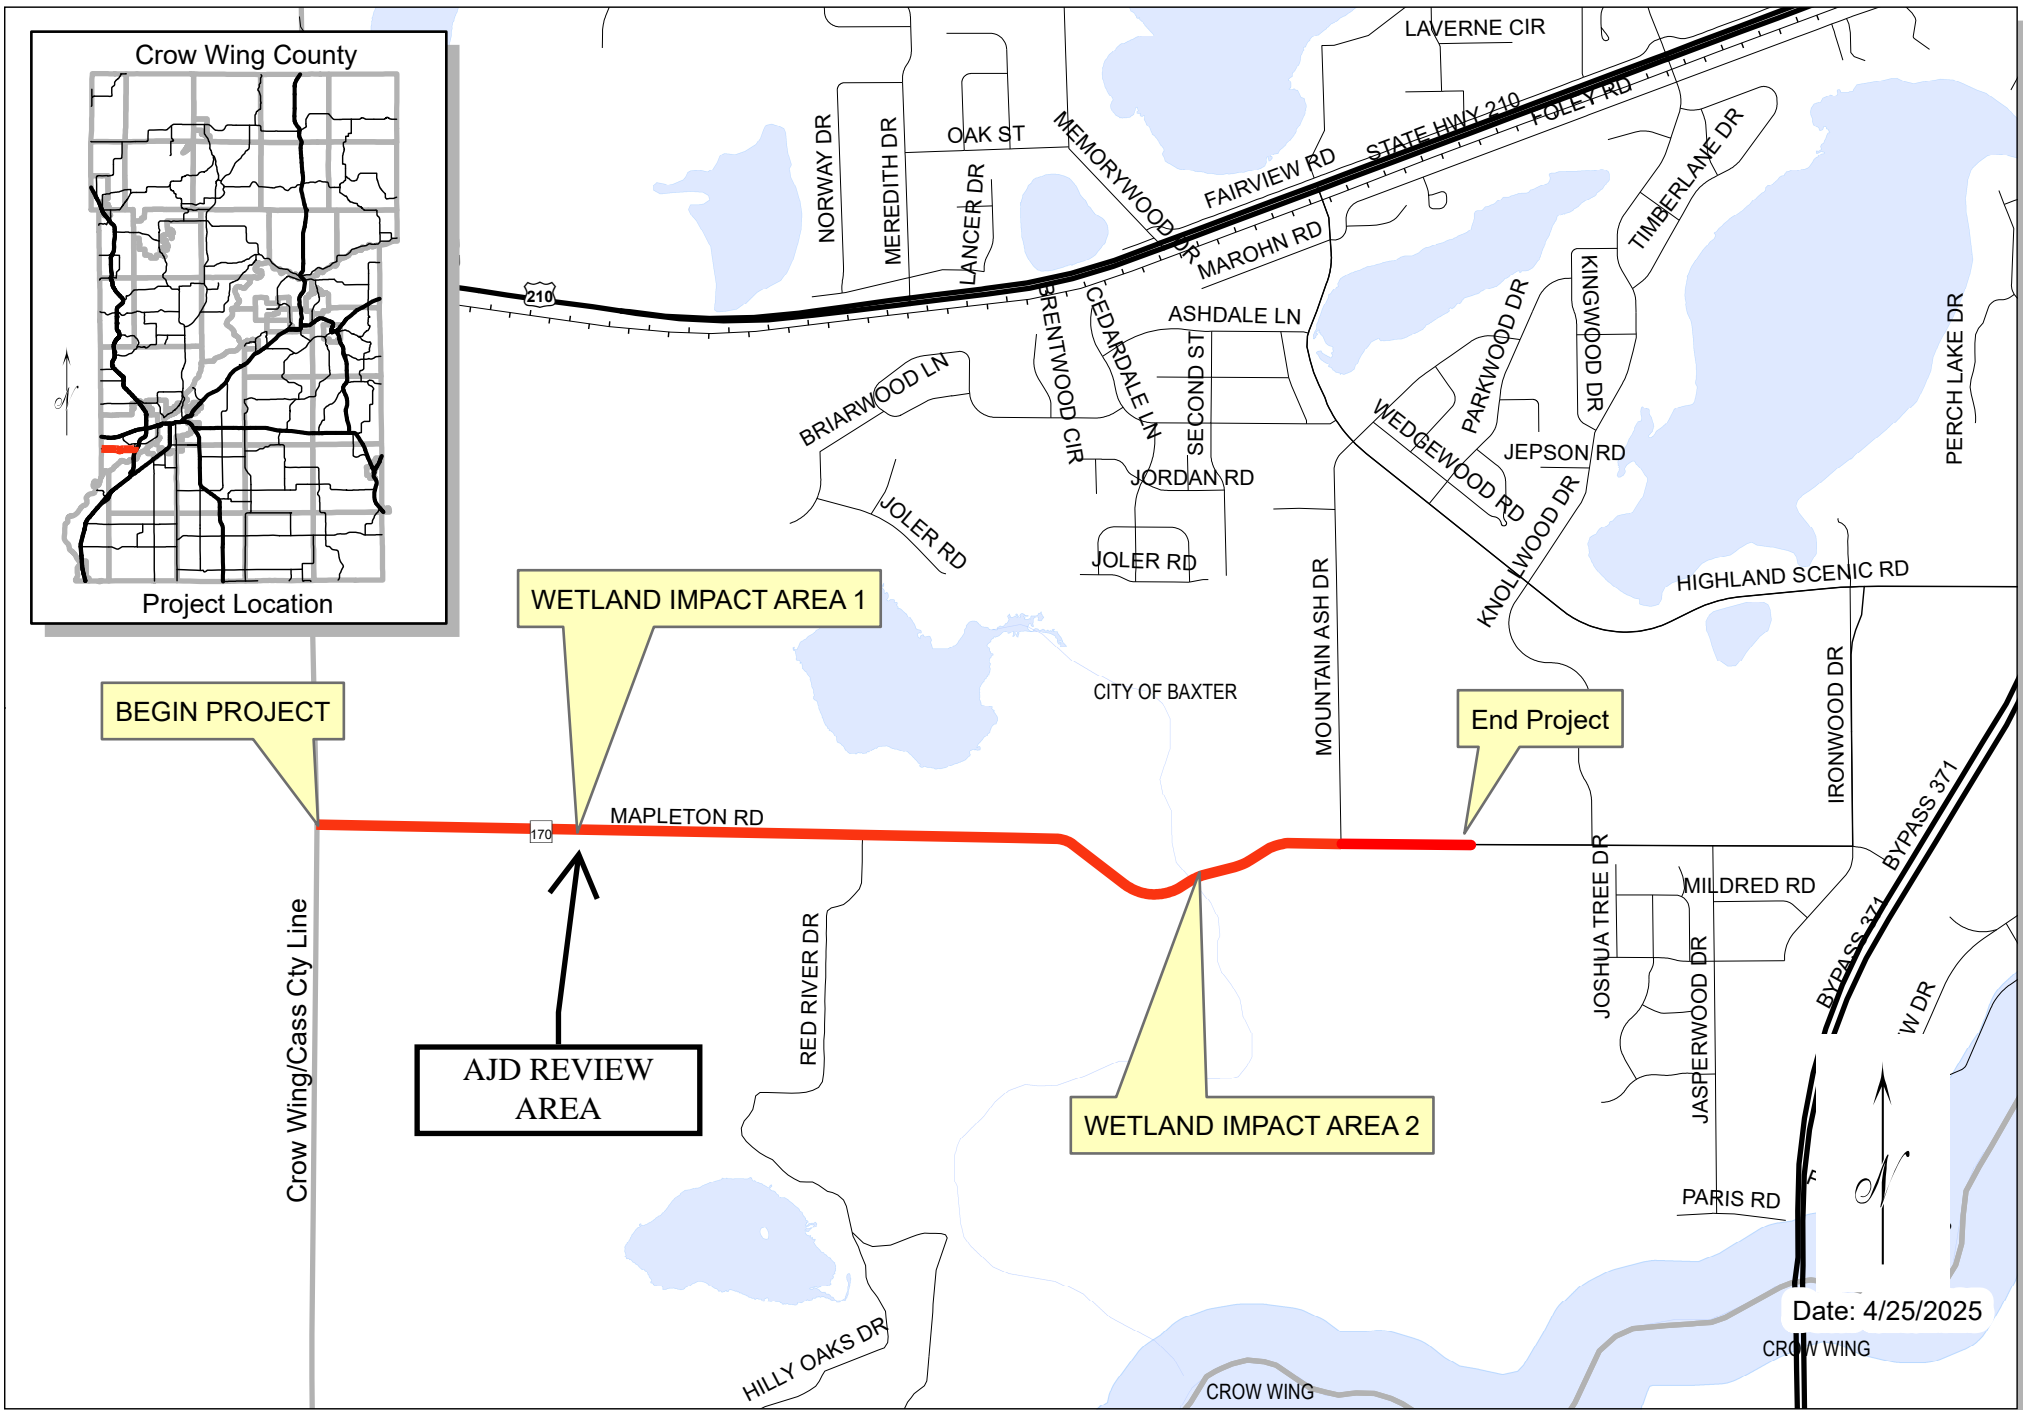 Crow Wing County
Project Location
LAVERNE CIR
NORWAY DR
MEREDITH DR
OAK ST
LANCER DR
MEMORYWOOD DR
FAIRVIEW RD
STATE HWY 210
FOLEY RD
MAROHN RD
TIMBERLANE DR
210
BRENTWOOD CIR
CEDARDALE LN
ASHDALE LN
SECOND ST
KINGWOOD DR
PARKWOOD DR
PERCH LAKE DR
BRIARWOOD LN
WEDGEWOOD RD
JEPSON RD
JORDAN RD
JOLER RD
JOLER RD
KNOLLWOOD DR
MOUNTAIN ASH DR
HIGHLAND SCENIC RD
WETLAND IMPACT AREA 1
IRONWOOD DR
CITY OF BAXTER
BEGIN PROJECT
End Project
BYPASS 371
MAPLETON RD
170
JOSHUA TREE DR
MILDRED RD
BYPASS 371
Crow Wing/Cass Cty Line
RED RIVER DR
JASPERWOOD DR
W DR
AJD REVIEW
AREA
WETLAND IMPACT AREA 2
N
N
PARIS RD
HILLY OAKS DR
Date: 4/25/2025
CROW WING
CROW WING